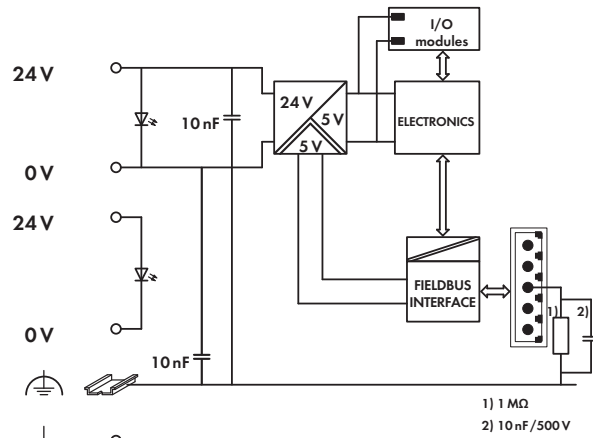 I/O
modules
24 V
24 V
5 V
5 V
10 nF
ELECTRONICS
0 V
24 V
FIELDBUS
INTERFACE
1)
2)
0 V
10 nF
1) 1 MΩ
2) 10 nF/500 V